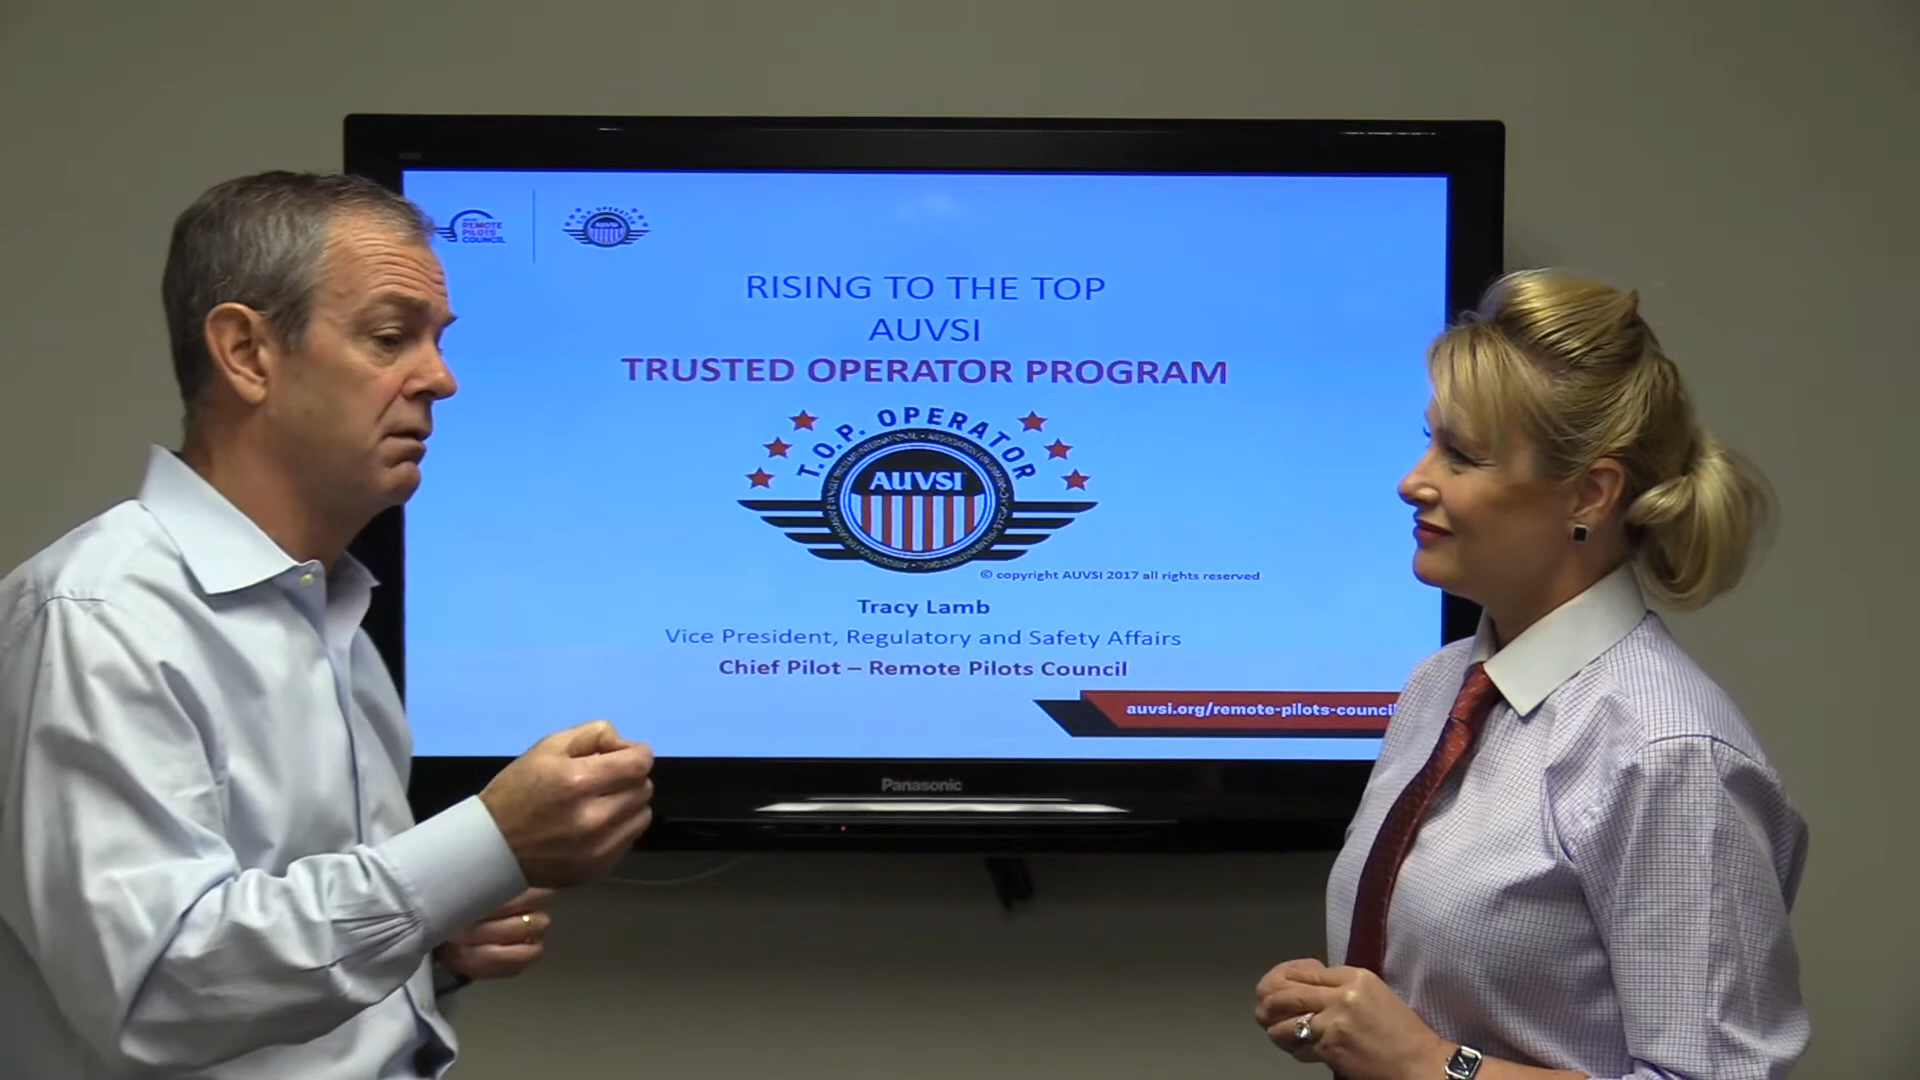 REMOTE
PILOTS
COUNCIL
T.O.P. OPERATOR
AUVSI
RISING TO THE TOP
AUVSI
TRUSTED OPERATOR PROGRAM
T.O.P. OPERATOR
AUVSI
© copyright AUVSI 2017 all rights reserved
Tracy Lamb
Vice President, Regulatory and Safety Affairs
Chief Pilot – Remote Pilots Council
auvsi.org/remote-pilots-council
Panasonic